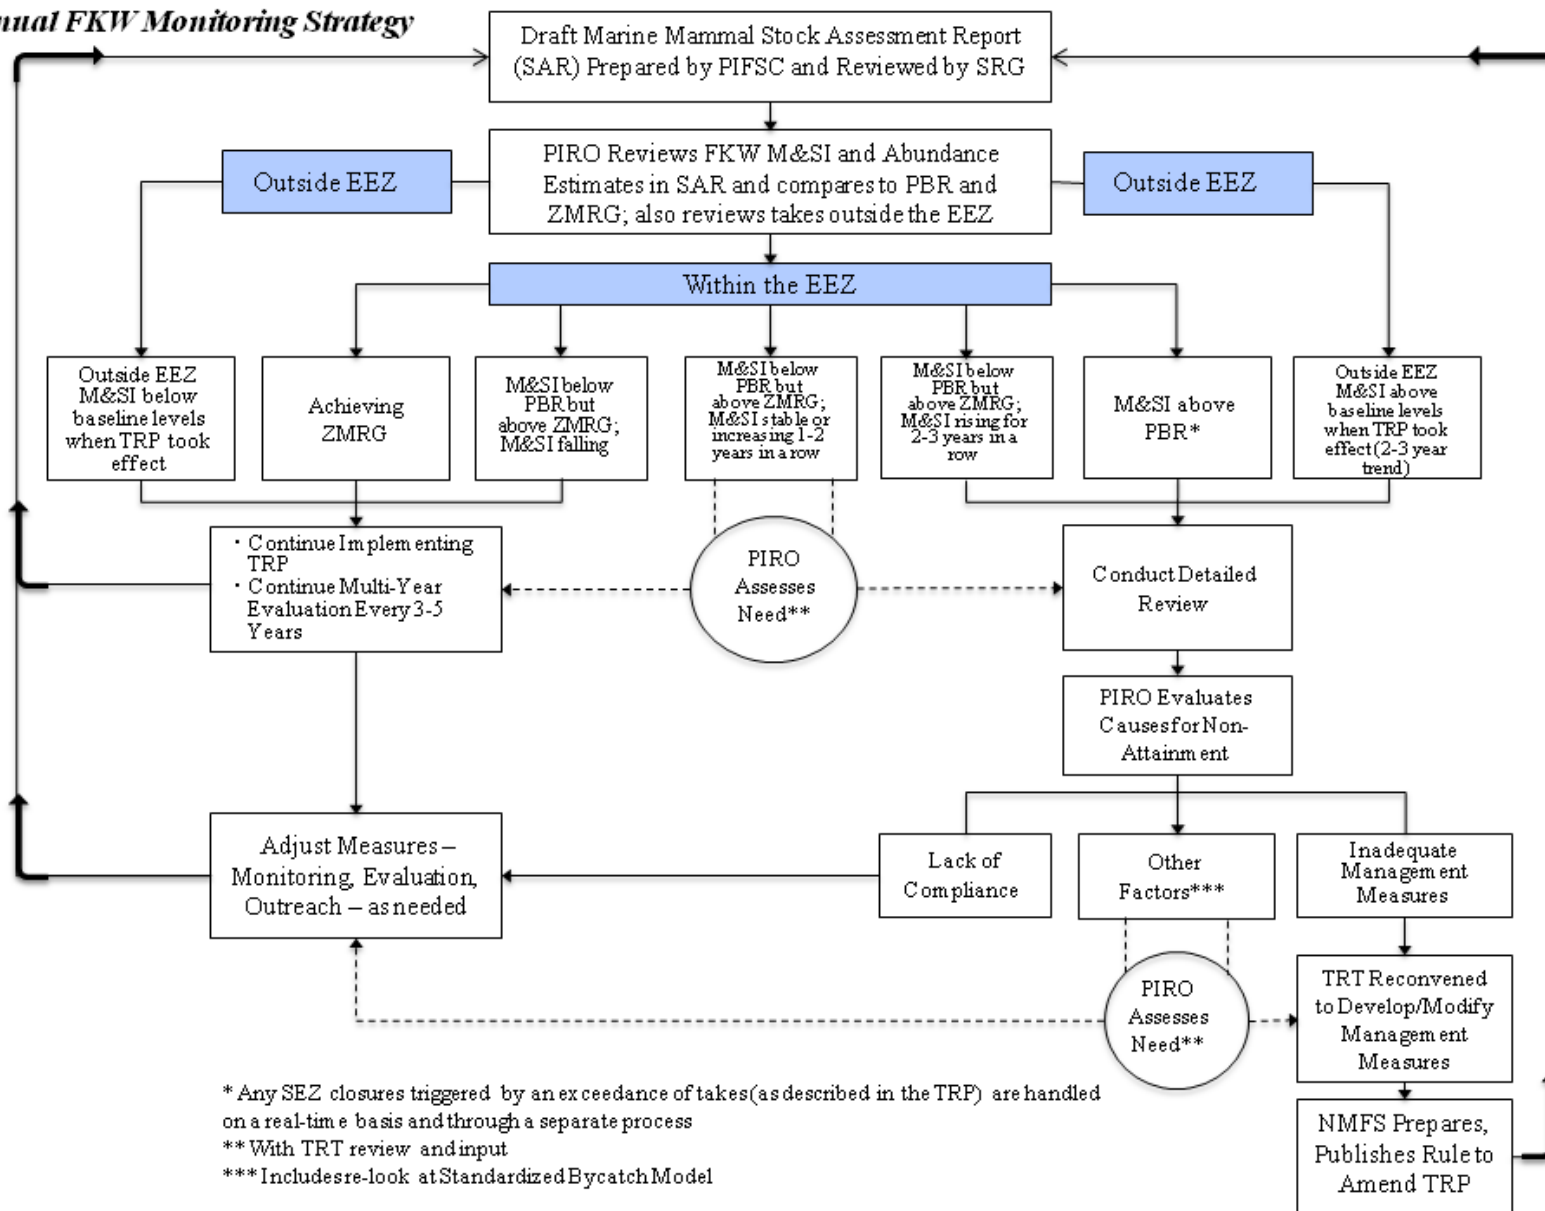 nual FKW Monitoring Strategy
Draft Marine Mammal Stock Assessment Report
(SAR) Prepared by PIFSC and Reviewed by SRG
PIRO Reviews FKW M&SI and Abundance
Estimates in SAR and compares to PBR and
ZMRG; also reviews takes outside the EEZ
Outside EEZ
Outside EEZ
Within the EEZ
Outside EEZ
M&SI below
baseline levels
when TRP took
effect
Achieving
ZMRG
M&SI below
PBR but
above ZMRG;
M&SI falling
M&SI below
PBR but
above ZMRG;
M&SI stable or
increasing 1-2
years in a row
M&SI below
PBR but
above ZMRG;
M&SI rising for
2-3 years in a
row
M&SI above
PBR*
Outside EEZ
M&SI above
baseline levels
when TRP took
effect (2-3 year
trend)
• Continue Implementing
TRP
• Continue Multi-Year
Evaluation Every 3-5
Years
PIRO
Assesses
Need**
Conduct Detailed
Review
PIRO Evaluates
Causes for Non-
Attainment
Adjust Measures –
Monitoring, Evaluation,
Outreach – as needed
Lack of
Compliance
Other
Factors***
Inadequate
Management
Measures
PIRO
Assesses
Need**
TRT Reconvened
to Develop/Modify
Management
Measures
NMFS Prepares,
Publishes Rule to
Amend TRP
* Any SEZ closures triggered by an exceedance of takes (as described in the TRP) are handled
on a real-time basis and through a separate process
** With TRT review and input
*** Includes re-look at Standardized Bycatch Model